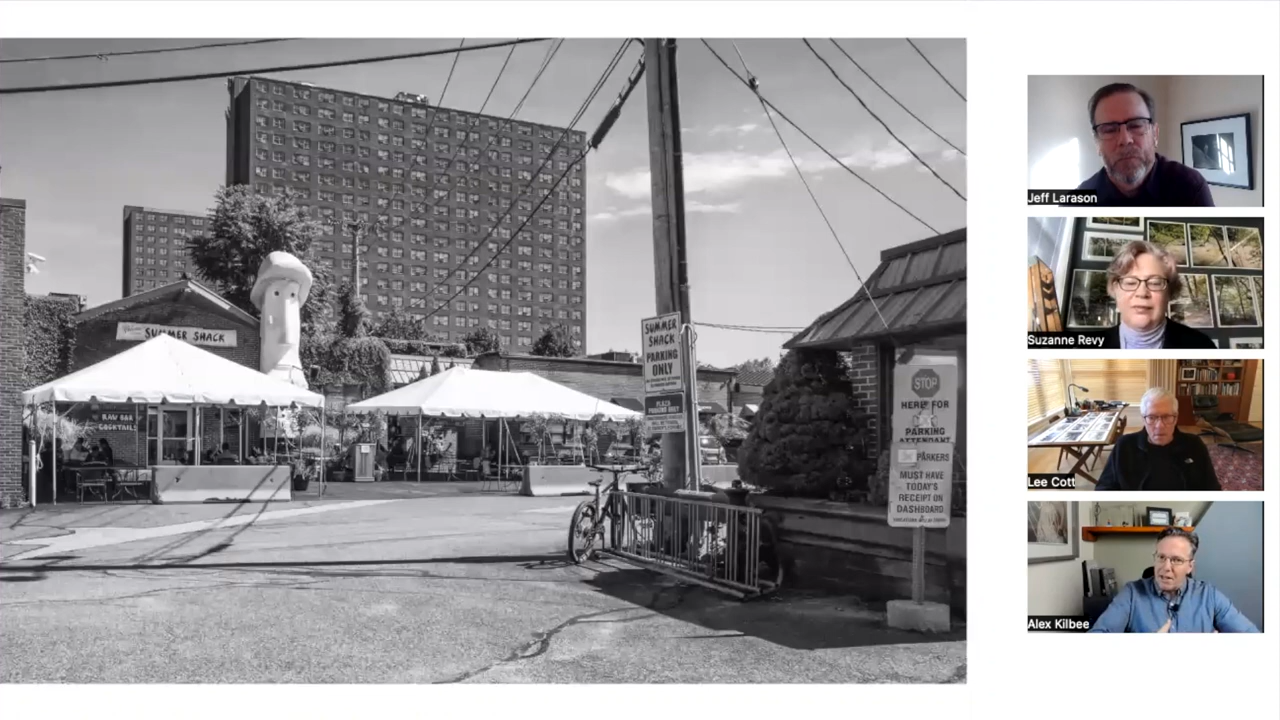 SUMMER SHACK
RAW BAR
COCKTAILS
SUMMER
SHACK
PARKING
ONLY
STOP
HERE FOR
PARKING
ATTENDANT
PARKERS
MUST HAVE
TODAY'S
RECEIPT ON
DASHBOARD
Jeff Larason
Suzanne Revy
Lee Cott
Alex Kilbee